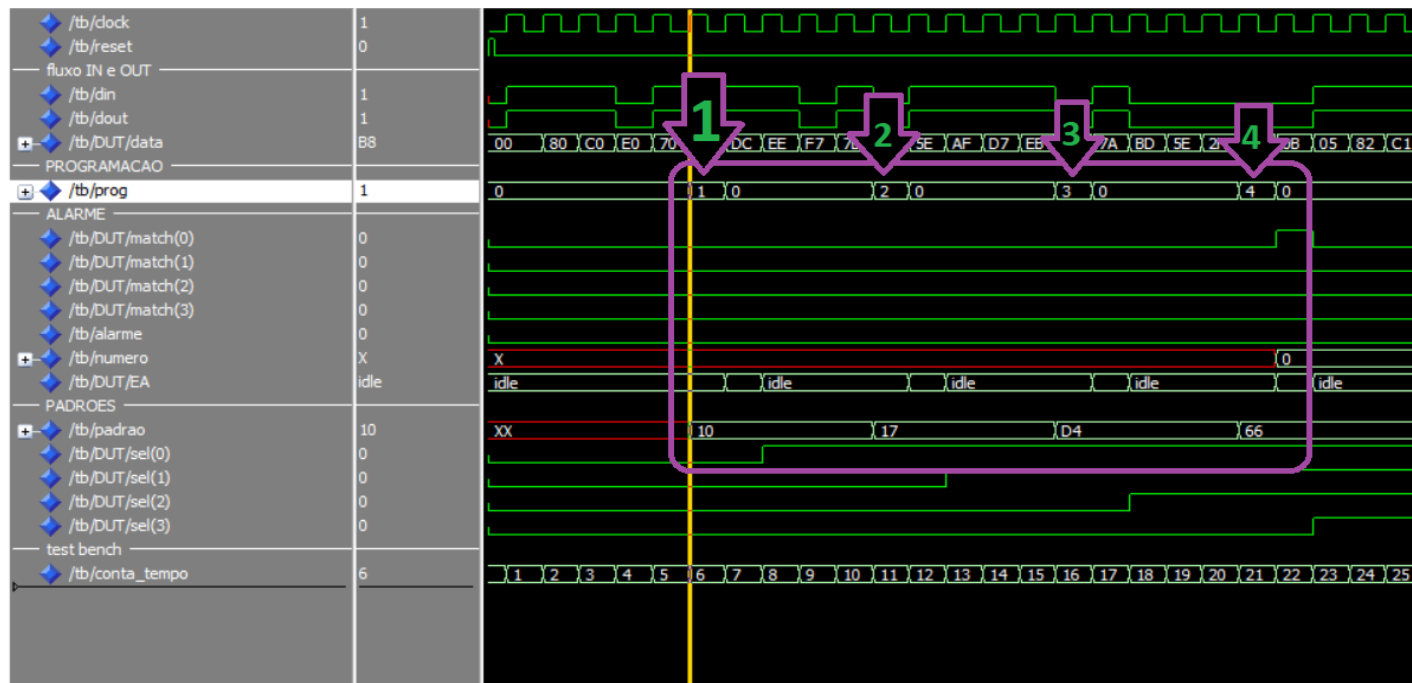 /tb/clock 1
/tb/reset 0
fluxo IN e OUT
/tb/din 1
/tb/dout 1
/tb/DUT/data B8 00 80 C0 E0 70 DC EE F7 5E AF D7 EB 7A BD 5E 05 82 C1
PROGRAMACAO
/tb/prog 1 0 1 0 2 0 3 0 4 0
ALARME
/tb/DUT/match(0) 0
/tb/DUT/match(1) 0
/tb/DUT/match(2) 0
/tb/DUT/match(3) 0
/tb/alarme 0
/tb/numero X X 0
/tb/DUT/EA idle idle idle idle idle idle
PADROES
/tb/padrao 10 XX 10 17 D4 66
/tb/DUT/sel(0) 0
/tb/DUT/sel(1) 0
/tb/DUT/sel(2) 0
/tb/DUT/sel(3) 0
test bench
/tb/conta_tempo 6 1 2 3 4 5 6 7 8 9 10 11 12 13 14 15 16 17 18 19 20 21 22 23 24 25
1 2 3 4